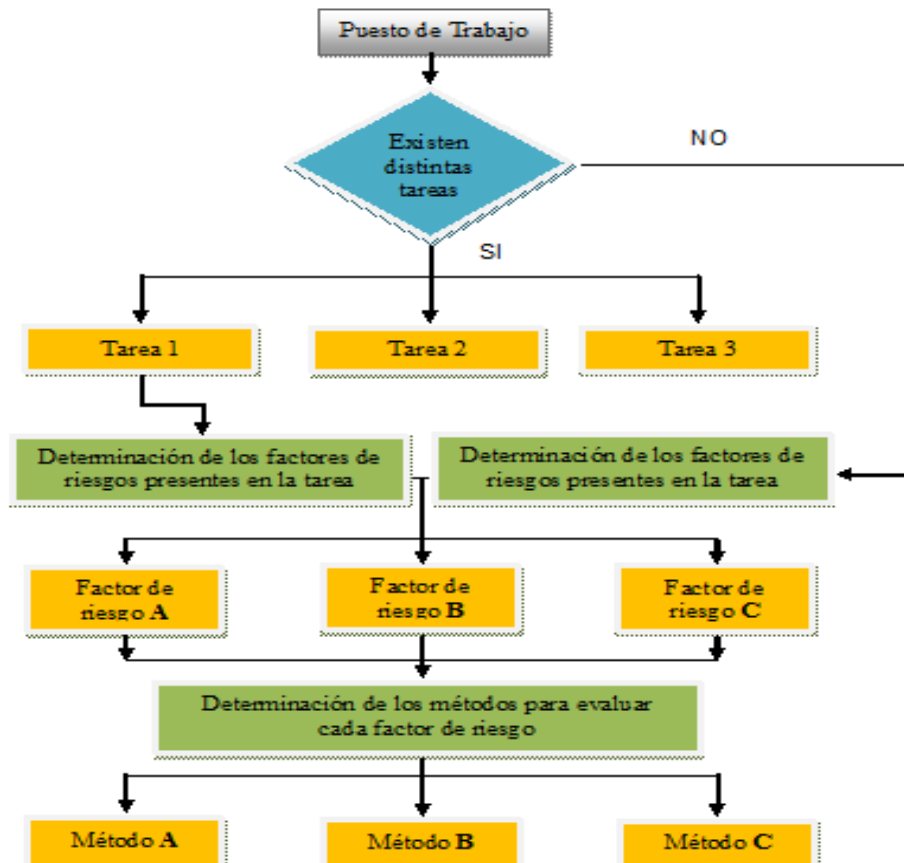 Puesto de Trabajo
Existen
distintas
tareas
NO
SI
Tarea 1
Tarea 2
Tarea 3
Determinación de los factores de
riesgos presentes en la tarea
Determinación de los factores de
riesgos presentes en la tarea
Factor de
riesgo A
Factor de
riesgo B
Factor de
riesgo C
Determinación de los métodos para evaluar
cada factor de riesgo
Método A
Método B
Método C